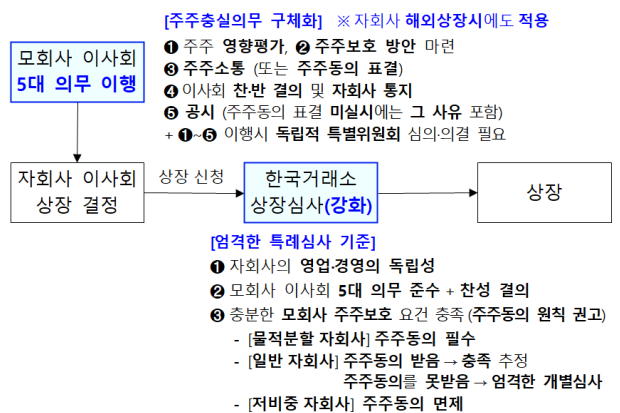 [주주충실의무 구체화] ※ 자회사 해외상장시에도 적용
❶ 주주 영향평가, ❷ 주주보호 방안 마련
❸ 주주소통 (또는 주주동의 표결)
❹ 이사회 찬·반 결의 및 자회사 통지
❺ 공시 (주주동의 표결 미실시에는 그 사유 포함)
+ ❶~❺ 이행시 독립적 특별위원회 심의·의결 필요
모회사 이사회
5대 의무 이행
자회사 이사회
상장 결정
상장 신청
한국거래소
상장심사(강화)
상장
[엄격한 특례심사 기준]
❶ 자회사의 영업·경영의 독립성
❷ 모회사 이사회 5대 의무 준수 + 찬성 결의
❸ 충분한 모회사 주주보호 요건 충족 (주주동의 원칙 권고)
- [물적분할 자회사] 주주동의 필수
- [일반 자회사] 주주동의 받음 → 충족 추정
주주동의를 못받음 → 엄격한 개별심사
- [저비중 자회사] 주주동의 면제